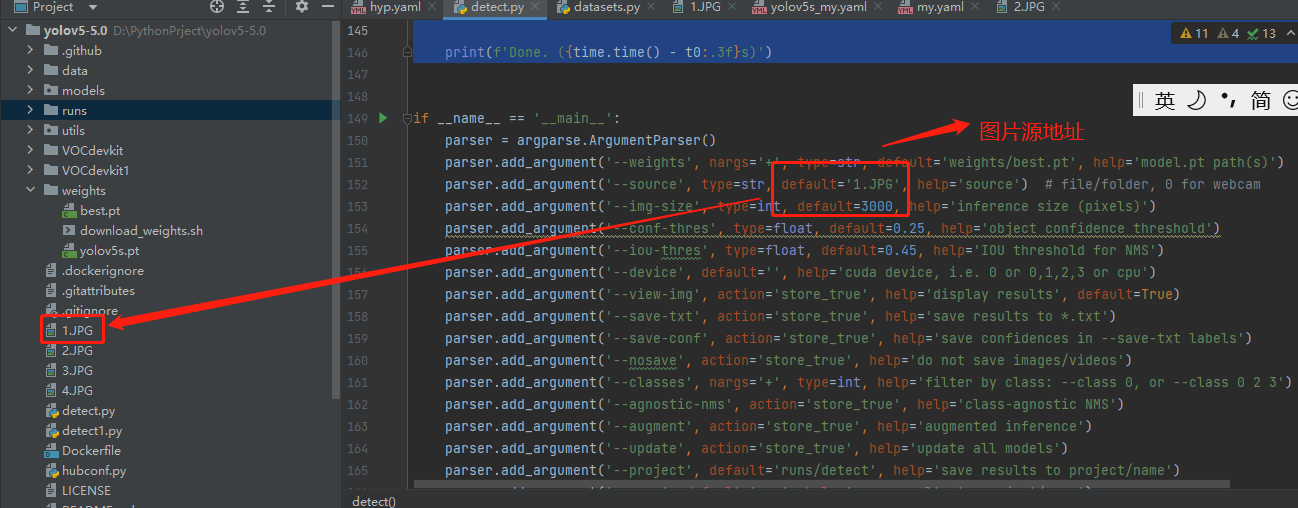 Project
hyp.yaml
detect.py
datasets.py
1.JPG
yolov5s_my.yaml
my.yaml
2.JPG
yolov5-5.0 D:\PythonPrject\yolov5-5.0
.github
data
models
runs
utils
VOCdevkit
VOCdevkit1
weights
best.pt
download_weights.sh
yolov5s.pt
.dockerignore
.gitattributes
.gitignore
1.JPG
2.JPG
3.JPG
4.JPG
detect.py
detect1.py
Dockerfile
hubconf.py
LICENSE
145
146 print(f'Done. ({time.time() - t0:.3f}s)')
147
148
149 if __name__ == '__main__':
150 parser = argparse.ArgumentParser()
151 parser.add_argument('--weights', nargs='+', type=str, default='weights/best.pt', help='model.pt path(s)')
152 parser.add_argument('--source', type=str, default='1.JPG', help='source') # file/folder, 0 for webcam
153 parser.add_argument('--img-size', type=int, default=3000, help='inference size (pixels)')
154 parser.add_argument('--conf-thres', type=float, default=0.25, help='object confidence threshold')
155 parser.add_argument('--iou-thres', type=float, default=0.45, help='IOU threshold for NMS')
156 parser.add_argument('--device', default='', help='cuda device, i.e. 0 or 0,1,2,3 or cpu')
157 parser.add_argument('--view-img', action='store_true', help='display results', default=True)
158 parser.add_argument('--save-txt', action='store_true', help='save results to *.txt')
159 parser.add_argument('--save-conf', action='store_true', help='save confidences in --save-txt labels')
160 parser.add_argument('--nosave', action='store_true', help='do not save images/videos')
161 parser.add_argument('--classes', nargs='+', type=int, help='filter by class: --class 0, or --class 0 2 3')
162 parser.add_argument('--agnostic-nms', action='store_true', help='class-agnostic NMS')
163 parser.add_argument('--augment', action='store_true', help='augmented inference')
164 parser.add_argument('--update', action='store_true', help='update all models')
165 parser.add_argument('--project', default='runs/detect', help='save results to project/name')
11 4 13
英 简
图片源地址
detect()